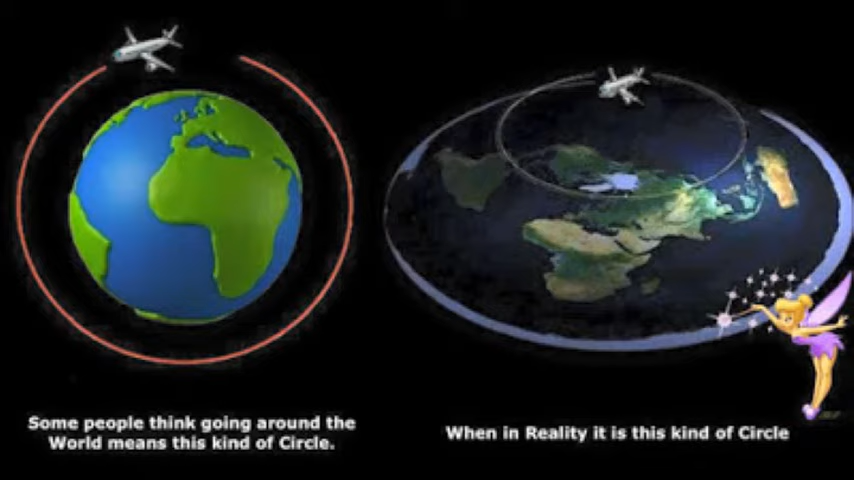 Some people think going around the
World means this kind of Circle.
When in Reality it is this kind of Circle